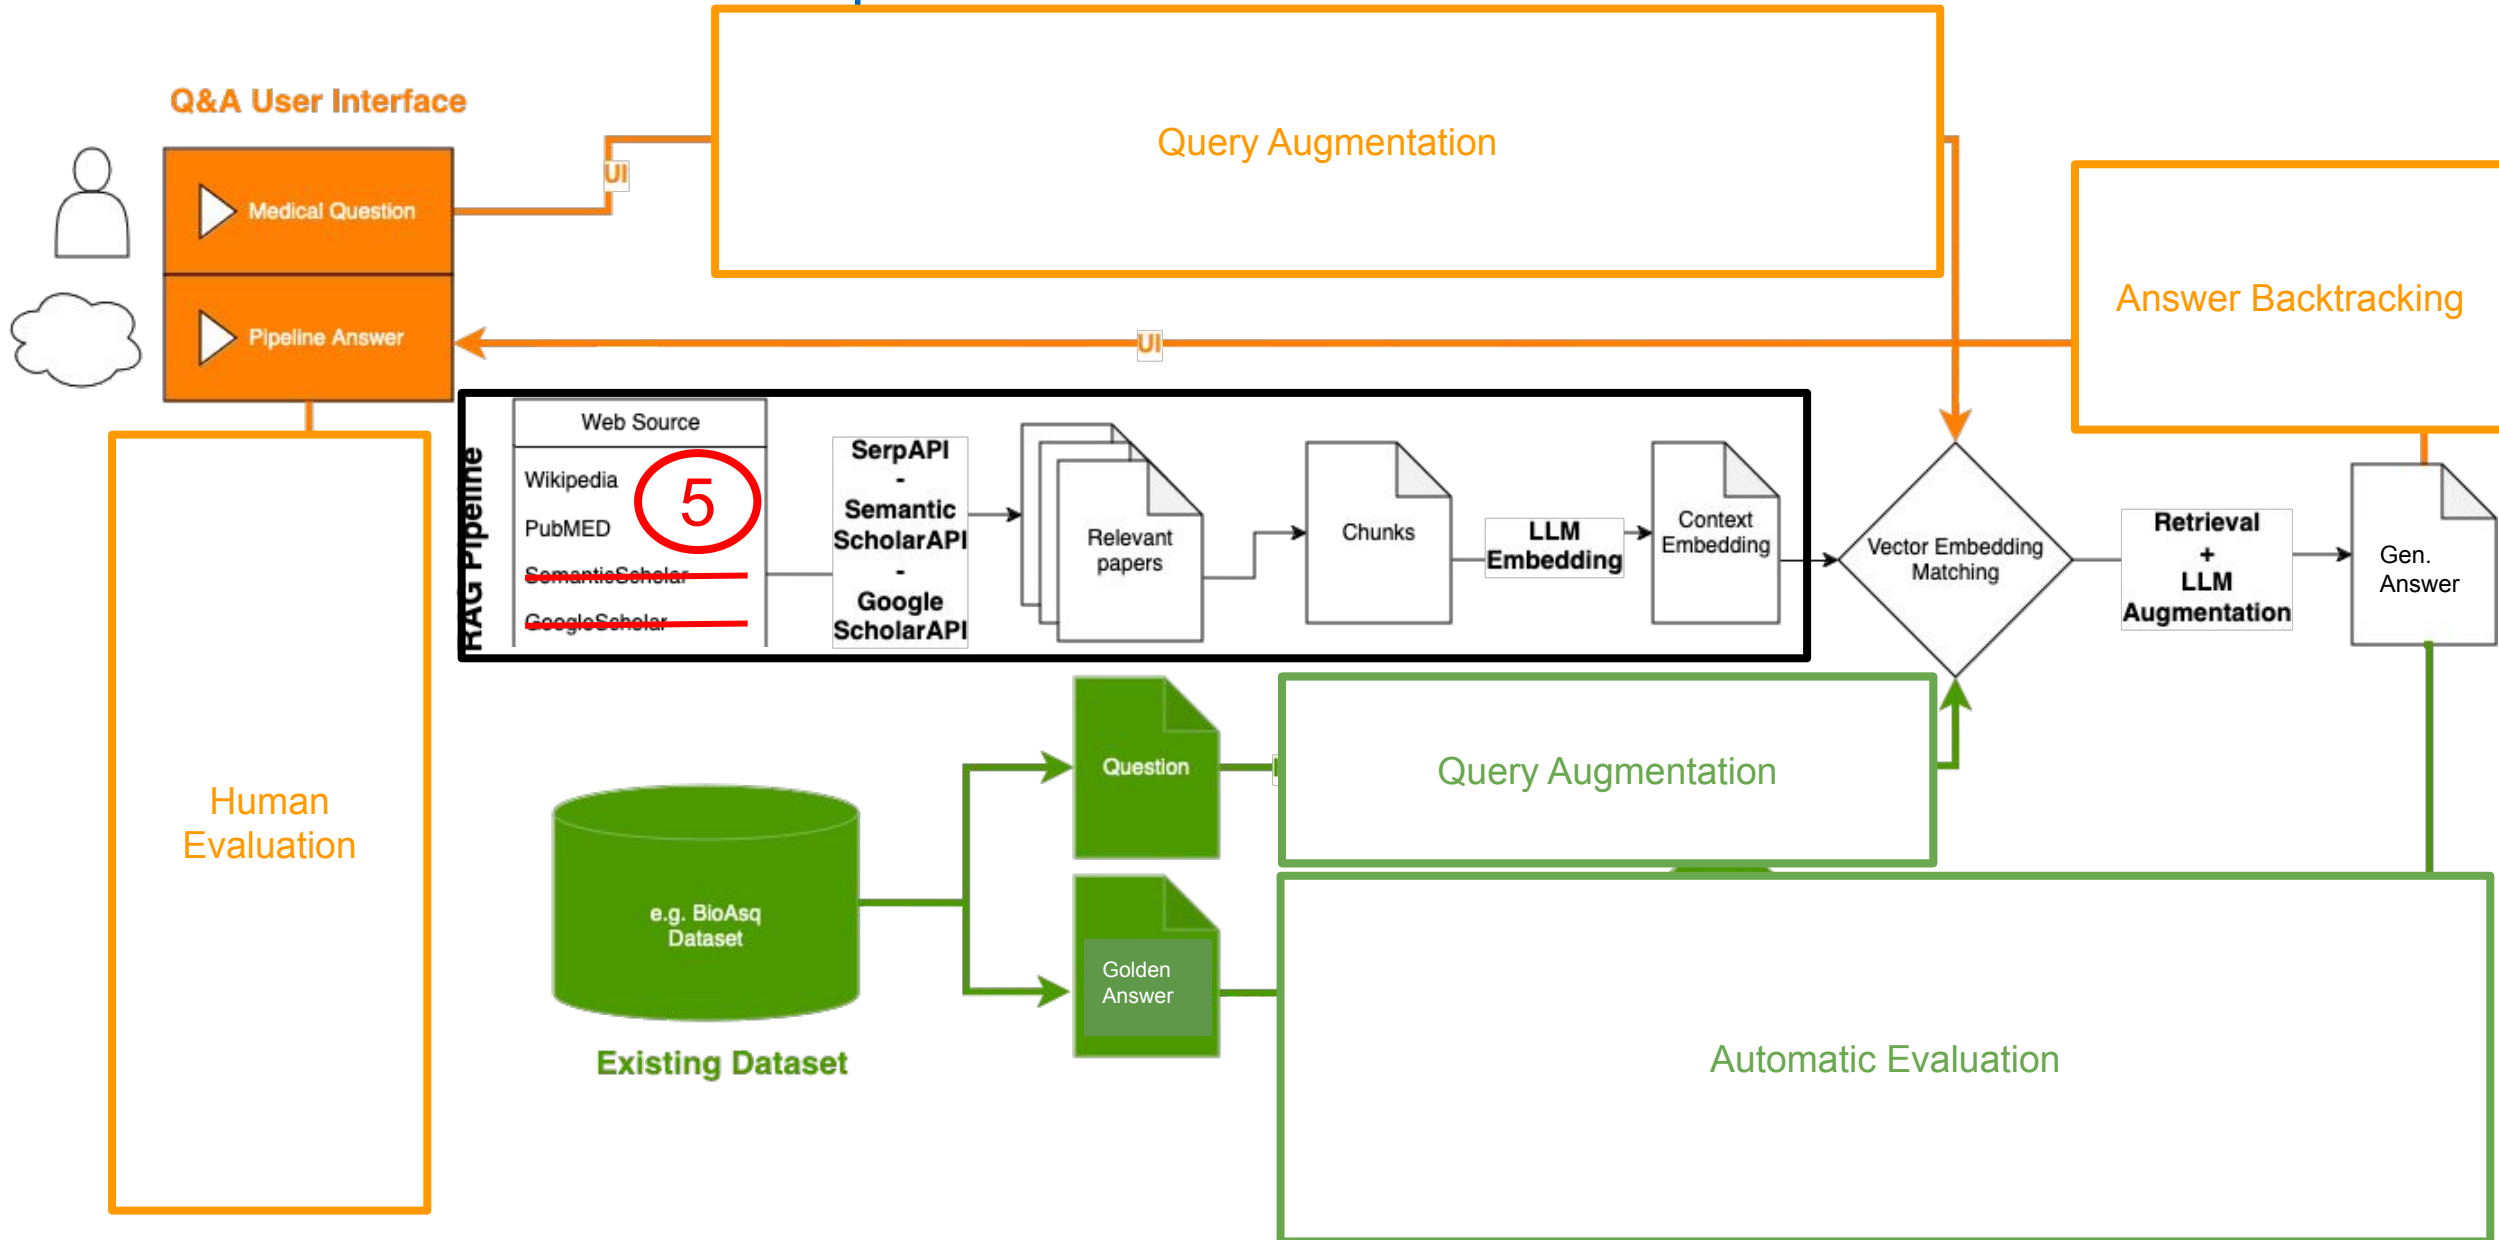 Query Augmentation
Q&A User Interface
UI
Medical Question
Answer Backtracking
Pipeline Answer
UI
RAG Pipeline
Web Source
Wikipedia
PubMED
SemanticScholar
GoogleScholar
5
SerpAPI
-
Semantic
ScholarAPI
-
Google
ScholarAPI
Relevant
papers
Chunks
LLM
Embedding
Context
Embedding
Vector Embedding
Matching
Retrieval
+
LLM
Augmentation
Gen.
Answer
Human
Evaluation
Question
Query Augmentation
e.g. BioAsq
Dataset
Golden
Answer
Existing Dataset
Automatic Evaluation